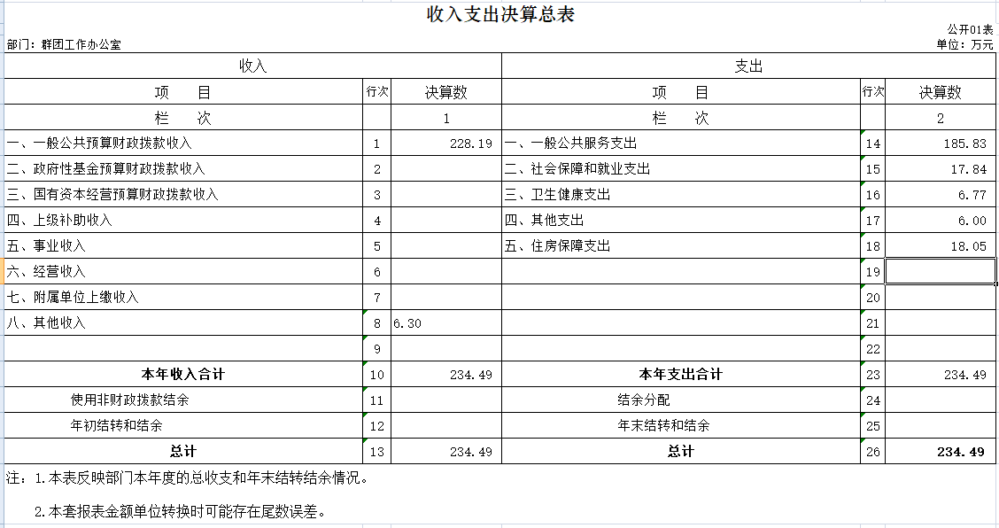 收入支出决算总表
公开01表
部门：群团工作办公室 单位：万元
收入 支出
项 目 行次 决算数 项 目 行次 决算数
栏 次 1 栏 次 2
一、一般公共预算财政拨款收入 1 228.19 一、一般公共服务支出 14 185.83
二、政府性基金预算财政拨款收入 2 二、社会保障和就业支出 15 17.84
三、国有资本经营预算财政拨款收入 3 三、卫生健康支出 16 6.77
四、上级补助收入 4 四、其他支出 17 6.00
五、事业收入 5 五、住房保障支出 18 18.05
六、经营收入 6 19
七、附属单位上缴收入 7 20
八、其他收入 8 6.30 21
9 22
本年收入合计 10 234.49 本年支出合计 23 234.49
使用非财政拨款结余 11 结余分配 24
年初结转和结余 12 年末结转和结余 25
总计 13 234.49 总计 26 234.49
注：1.本表反映部门本年度的总收支和年末结转结余情况。
2.本套报表金额单位转换时可能存在尾数误差。